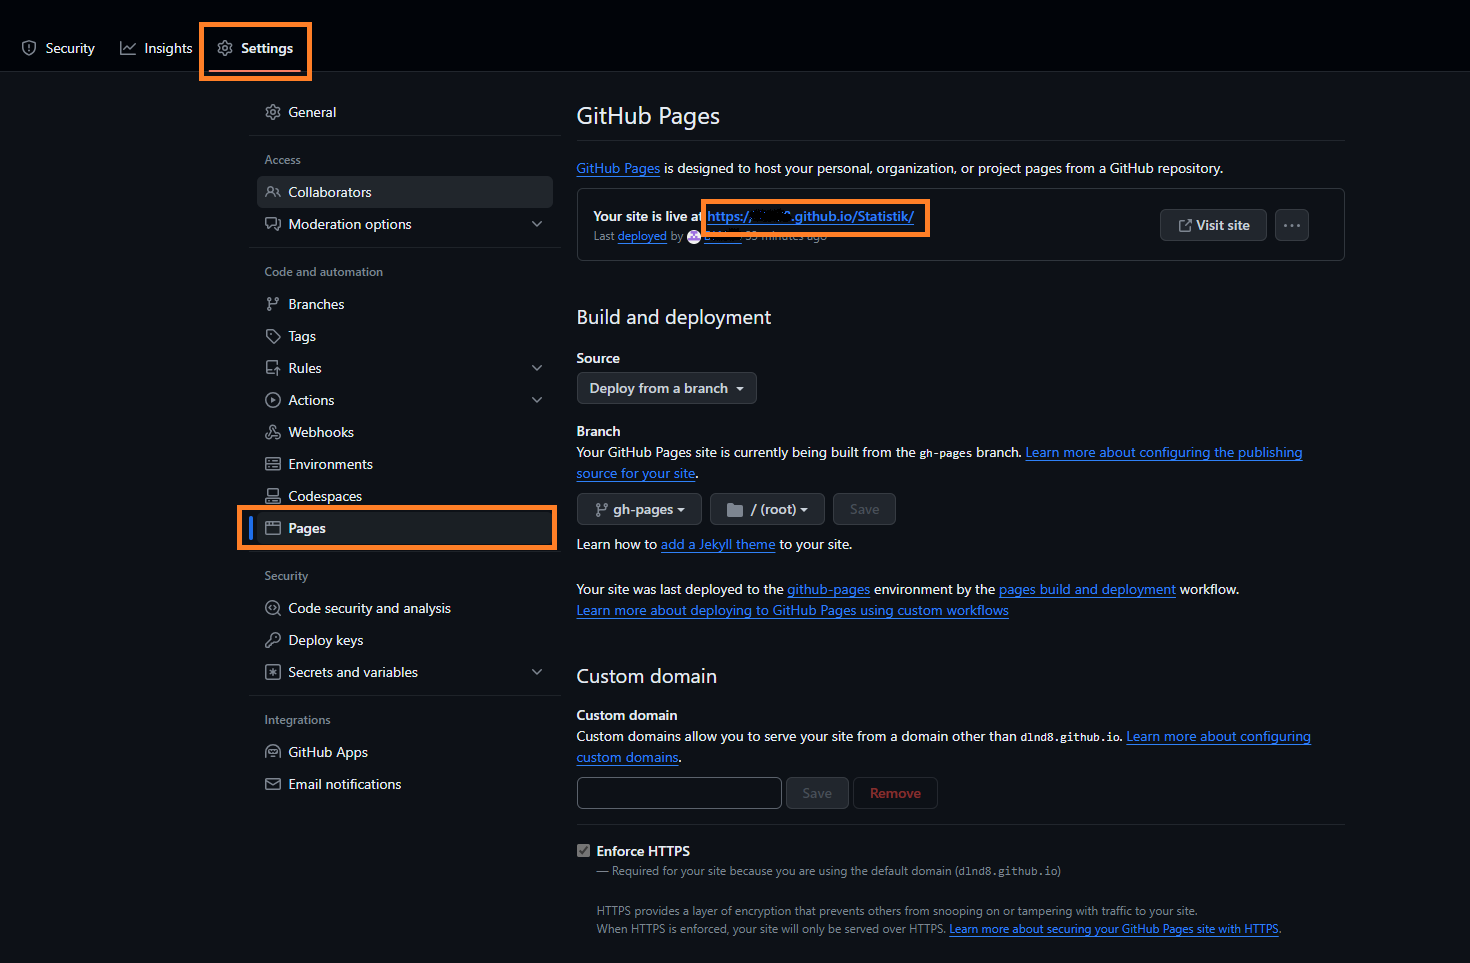 Security Insights Settings
General
Access
Collaborators
Moderation options
Code and automation
Branches
Tags
Rules
Actions
Webhooks
Environments
Codespaces
Pages
Security
Code security and analysis
Deploy keys
Secrets and variables
Integrations
GitHub Apps
Email notifications
GitHub Pages
GitHub Pages is designed to host your personal, organization, or project pages from a GitHub repository.
Your site is live at https:/ .github.io/Statistik/
Last deployed by minutes ago
Visit site
Build and deployment
Source
Deploy from a branch
Branch
Your GitHub Pages site is currently being built from the gh-pages branch. Learn more about configuring the publishing
source for your site.
gh-pages / (root) Save
Learn how to add a Jekyll theme to your site.
Your site was last deployed to the github-pages environment by the pages build and deployment workflow.
Learn more about deploying to GitHub Pages using custom workflows
Custom domain
Custom domain
Custom domains allow you to serve your site from a domain other than dlnd8.github.io. Learn more about configuring
custom domains.
Save Remove
Enforce HTTPS
— Required for your site because you are using the default domain (dlnd8.github.io)
HTTPS provides a layer of encryption that prevents others from snooping on or tampering with traffic to your site.
When HTTPS is enforced, your site will only be served over HTTPS. Learn more about securing your GitHub Pages site with HTTPS.